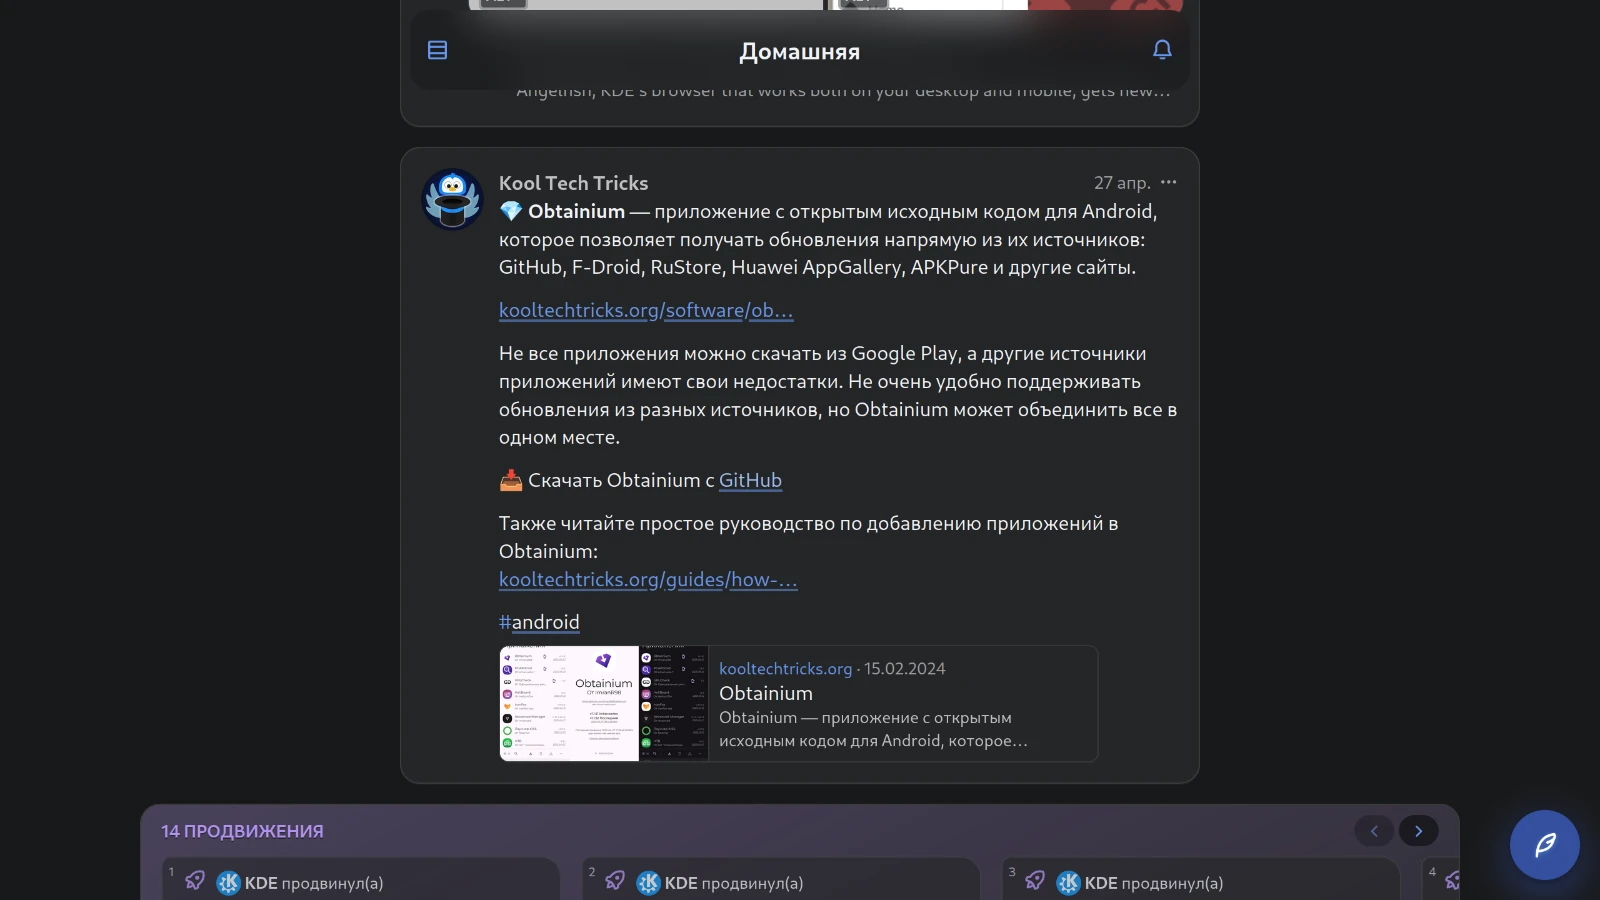 Домашняя
Angelfish, KDE's browser that works both on your desktop and mobile, gets new…
Kool Tech Tricks
27 апр.
💎 Obtainium — приложение с открытым исходным кодом для Android,
которое позволяет получать обновления напрямую из их источников:
GitHub, F-Droid, RuStore, Huawei AppGallery, APKPure и другие сайты.
kooltechtricks.org/software/ob…
Не все приложения можно скачать из Google Play, а другие источники
приложений имеют свои недостатки. Не очень удобно поддерживать
обновления из разных источников, но Obtainium может объединить все в
одном месте.
📥 Скачать Obtainium с GitHub
Также читайте простое руководство по добавлению приложений в
Obtainium:
kooltechtricks.org/guides/how-…
#android
Obtainium
kooltechtricks.org · 15.02.2024
Obtainium
Obtainium — приложение с открытым
исходным кодом для Android, которое…
14 ПРОДВИЖЕНИЯ
1 KDE продвинул(а)
2 KDE продвинул(а)
3 KDE продвинул(а)
4